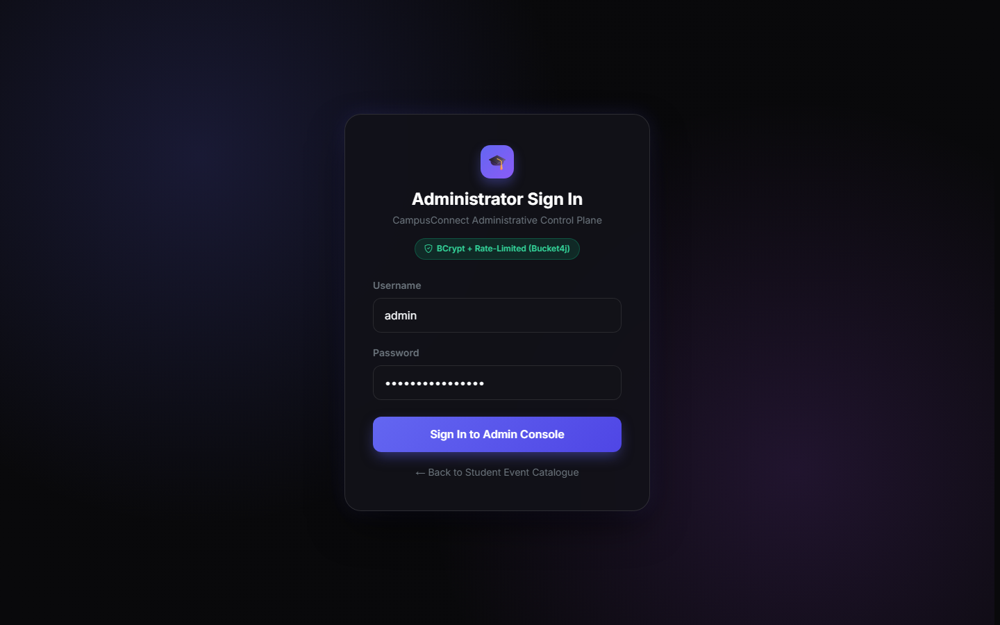 Administrator Sign In
CampusConnect Administrative Control Plane
BCrypt + Rate-Limited (Bucket4j)
Username
admin
Password
••••••••••••••••
Sign In to Admin Console
← Back to Student Event Catalogue